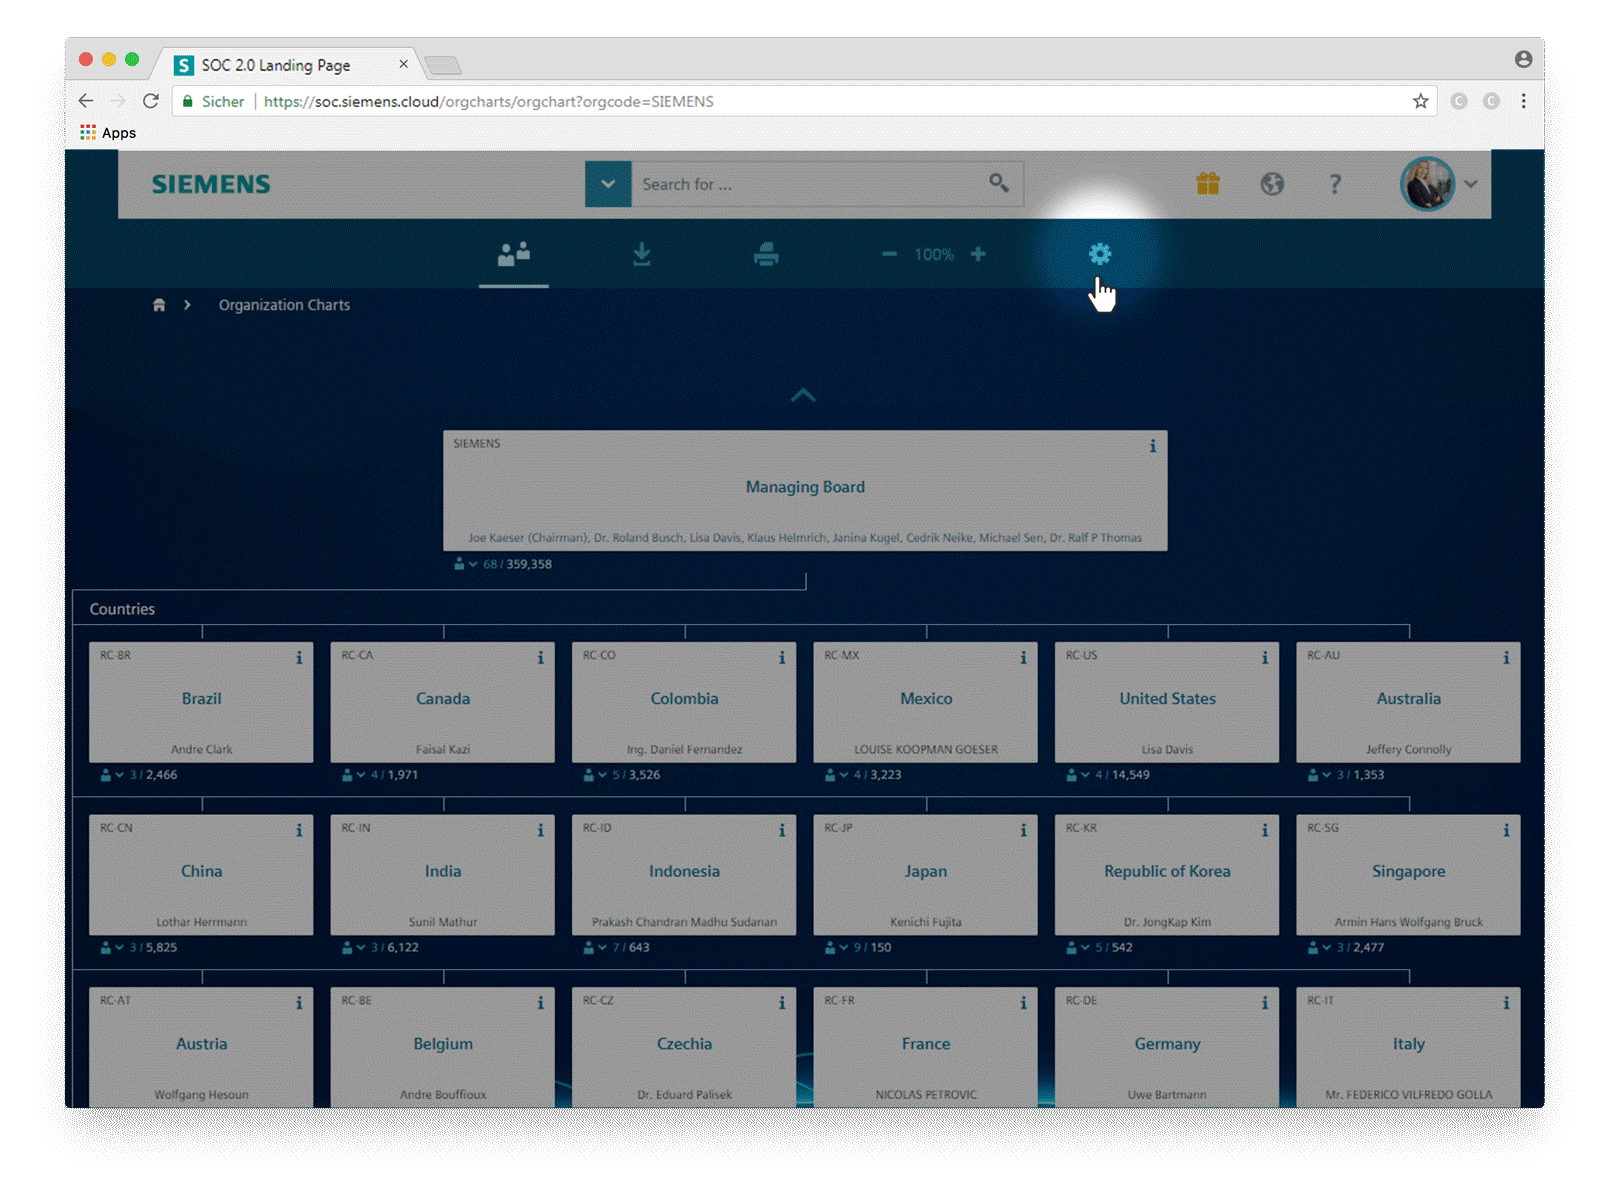 SOC 2.0 Landing Page
Sicher https://soc.siemens.cloud/orgcharts/orgchart?orgcode=SIEMENS
Apps
SIEMENS Search for ... ?
100%
Organization Charts
SIEMENS
Managing Board
Joe Kaeser (Chairman), Dr. Roland Busch, Lisa Davis, Klaus Helmrich, Janina Kugel, Cedrik Neike, Michael Sen, Dr. Ralf P Thomas
68 / 359,358
Countries
RC-BR RC-CA RC-CO RC-MX RC-US RC-AU
Brazil Canada Colombia Mexico United States Australia
Andre Clark Faisal Kazi Ing. Daniel Fernandez LOUISE KOOPMAN GOESER Lisa Davis Jeffery Connolly
3 / 2,466 4 / 1,971 5 / 3,526 4 / 3,223 4 / 14,549 3 / 1,353
RC-CN RC-IN RC-ID RC-JP RC-KR RC-SG
China India Indonesia Japan Republic of Korea Singapore
Lothar Herrmann Sunil Mathur Prakash Chandran Madhu Sudanan Kenichi Fujita Dr. JongKap Kim Armin Hans Wolfgang Bruck
3 / 5,825 3 / 6,122 7 / 643 9 / 150 5 / 542 3 / 2,477
RC-AT RC-BE RC-CZ RC-FR RC-DE RC-IT
Austria Belgium Czechia France Germany Italy
Wolfgang Hesoun Andre Bouffioux Dr. Eduard Palisek NICOLAS PETROVIC Uwe Bartmann Mr. FEDERICO VILFREDO GOLLA